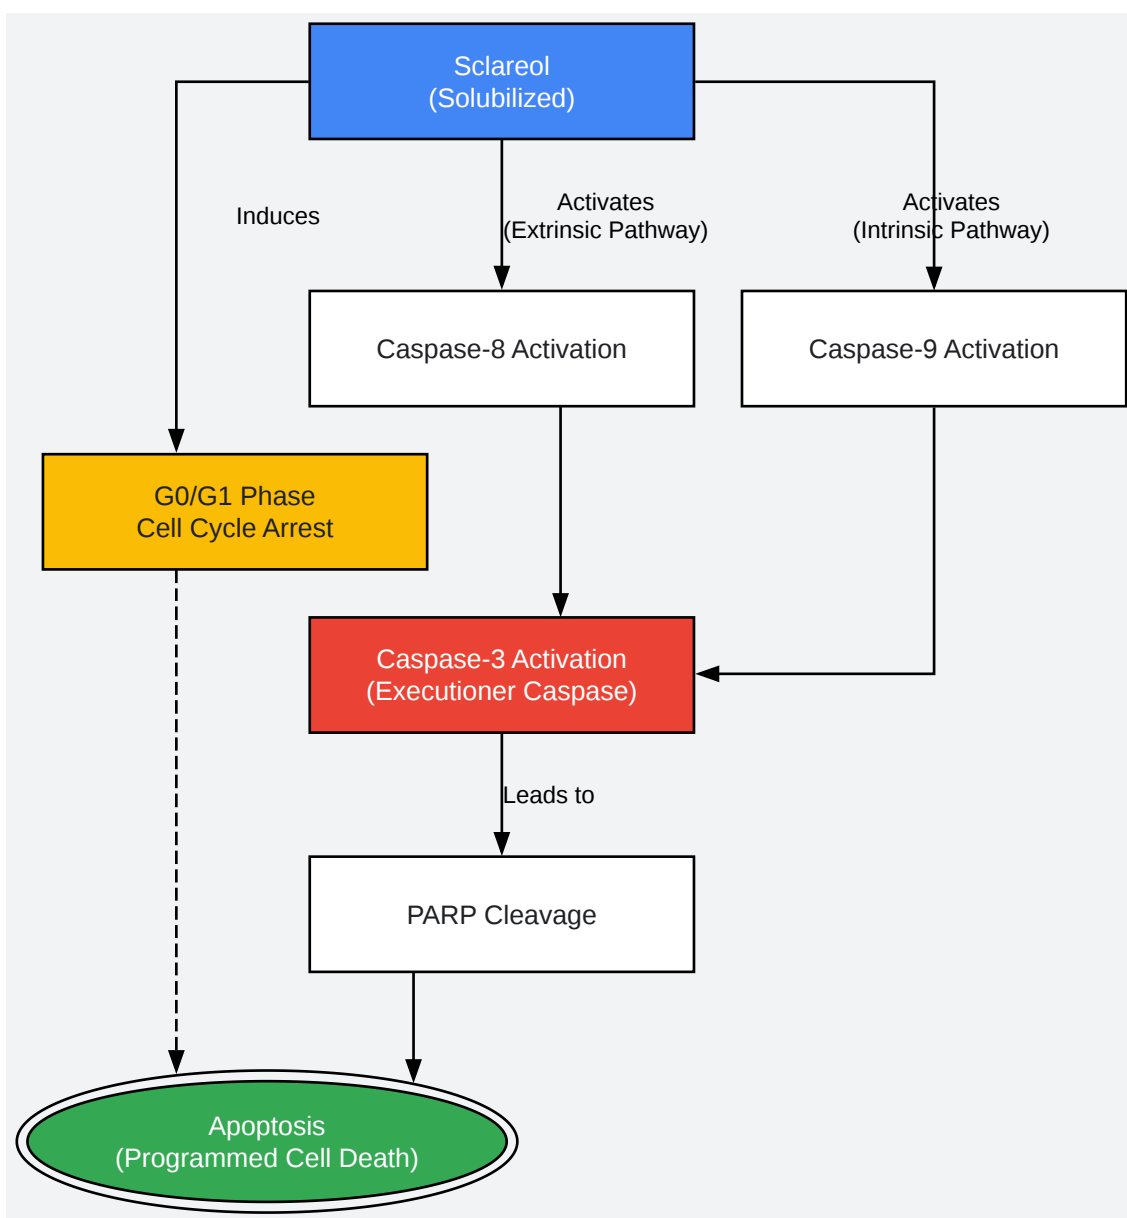 Sclareol
(Solubilized)
Induces
Activates
(Extrinsic Pathway)
Activates
(Intrinsic Pathway)
Caspase-8 Activation
Caspase-9 Activation
G0/G1 Phase
Cell Cycle Arrest
Caspase-3 Activation
(Executioner Caspase)
Leads to
PARP Cleavage
Apoptosis
(Programmed Cell Death)